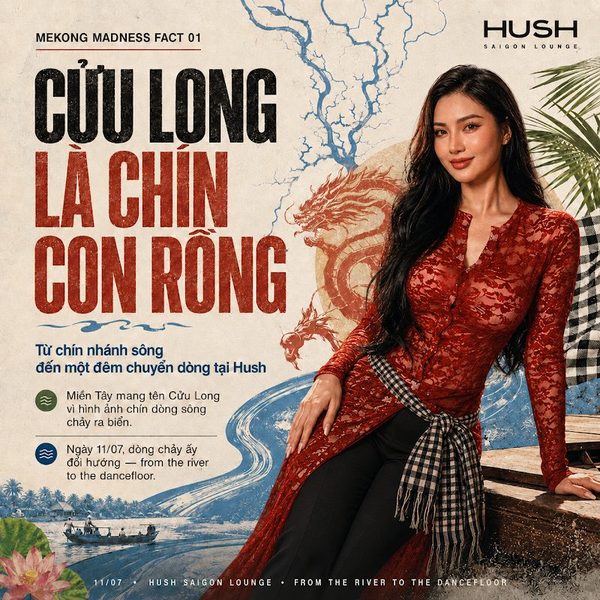 MEKONG MADNESS FACT 01
HUSH
SAIGON LOUNGE
CỬU LONG
LÀ CHÍN
CON RỒNG
Từ chín nhánh sông
đến một đêm chuyển dòng tại Hush
Miền Tây mang tên Cửu Long
vì hình ảnh chín dòng sông
chảy ra biển.
Ngày 11/07, dòng chảy ấy
đổi hướng — from the river
to the dancefloor.
11/07 • HUSH SAIGON LOUNGE • FROM THE RIVER TO THE DANCEFLOOR